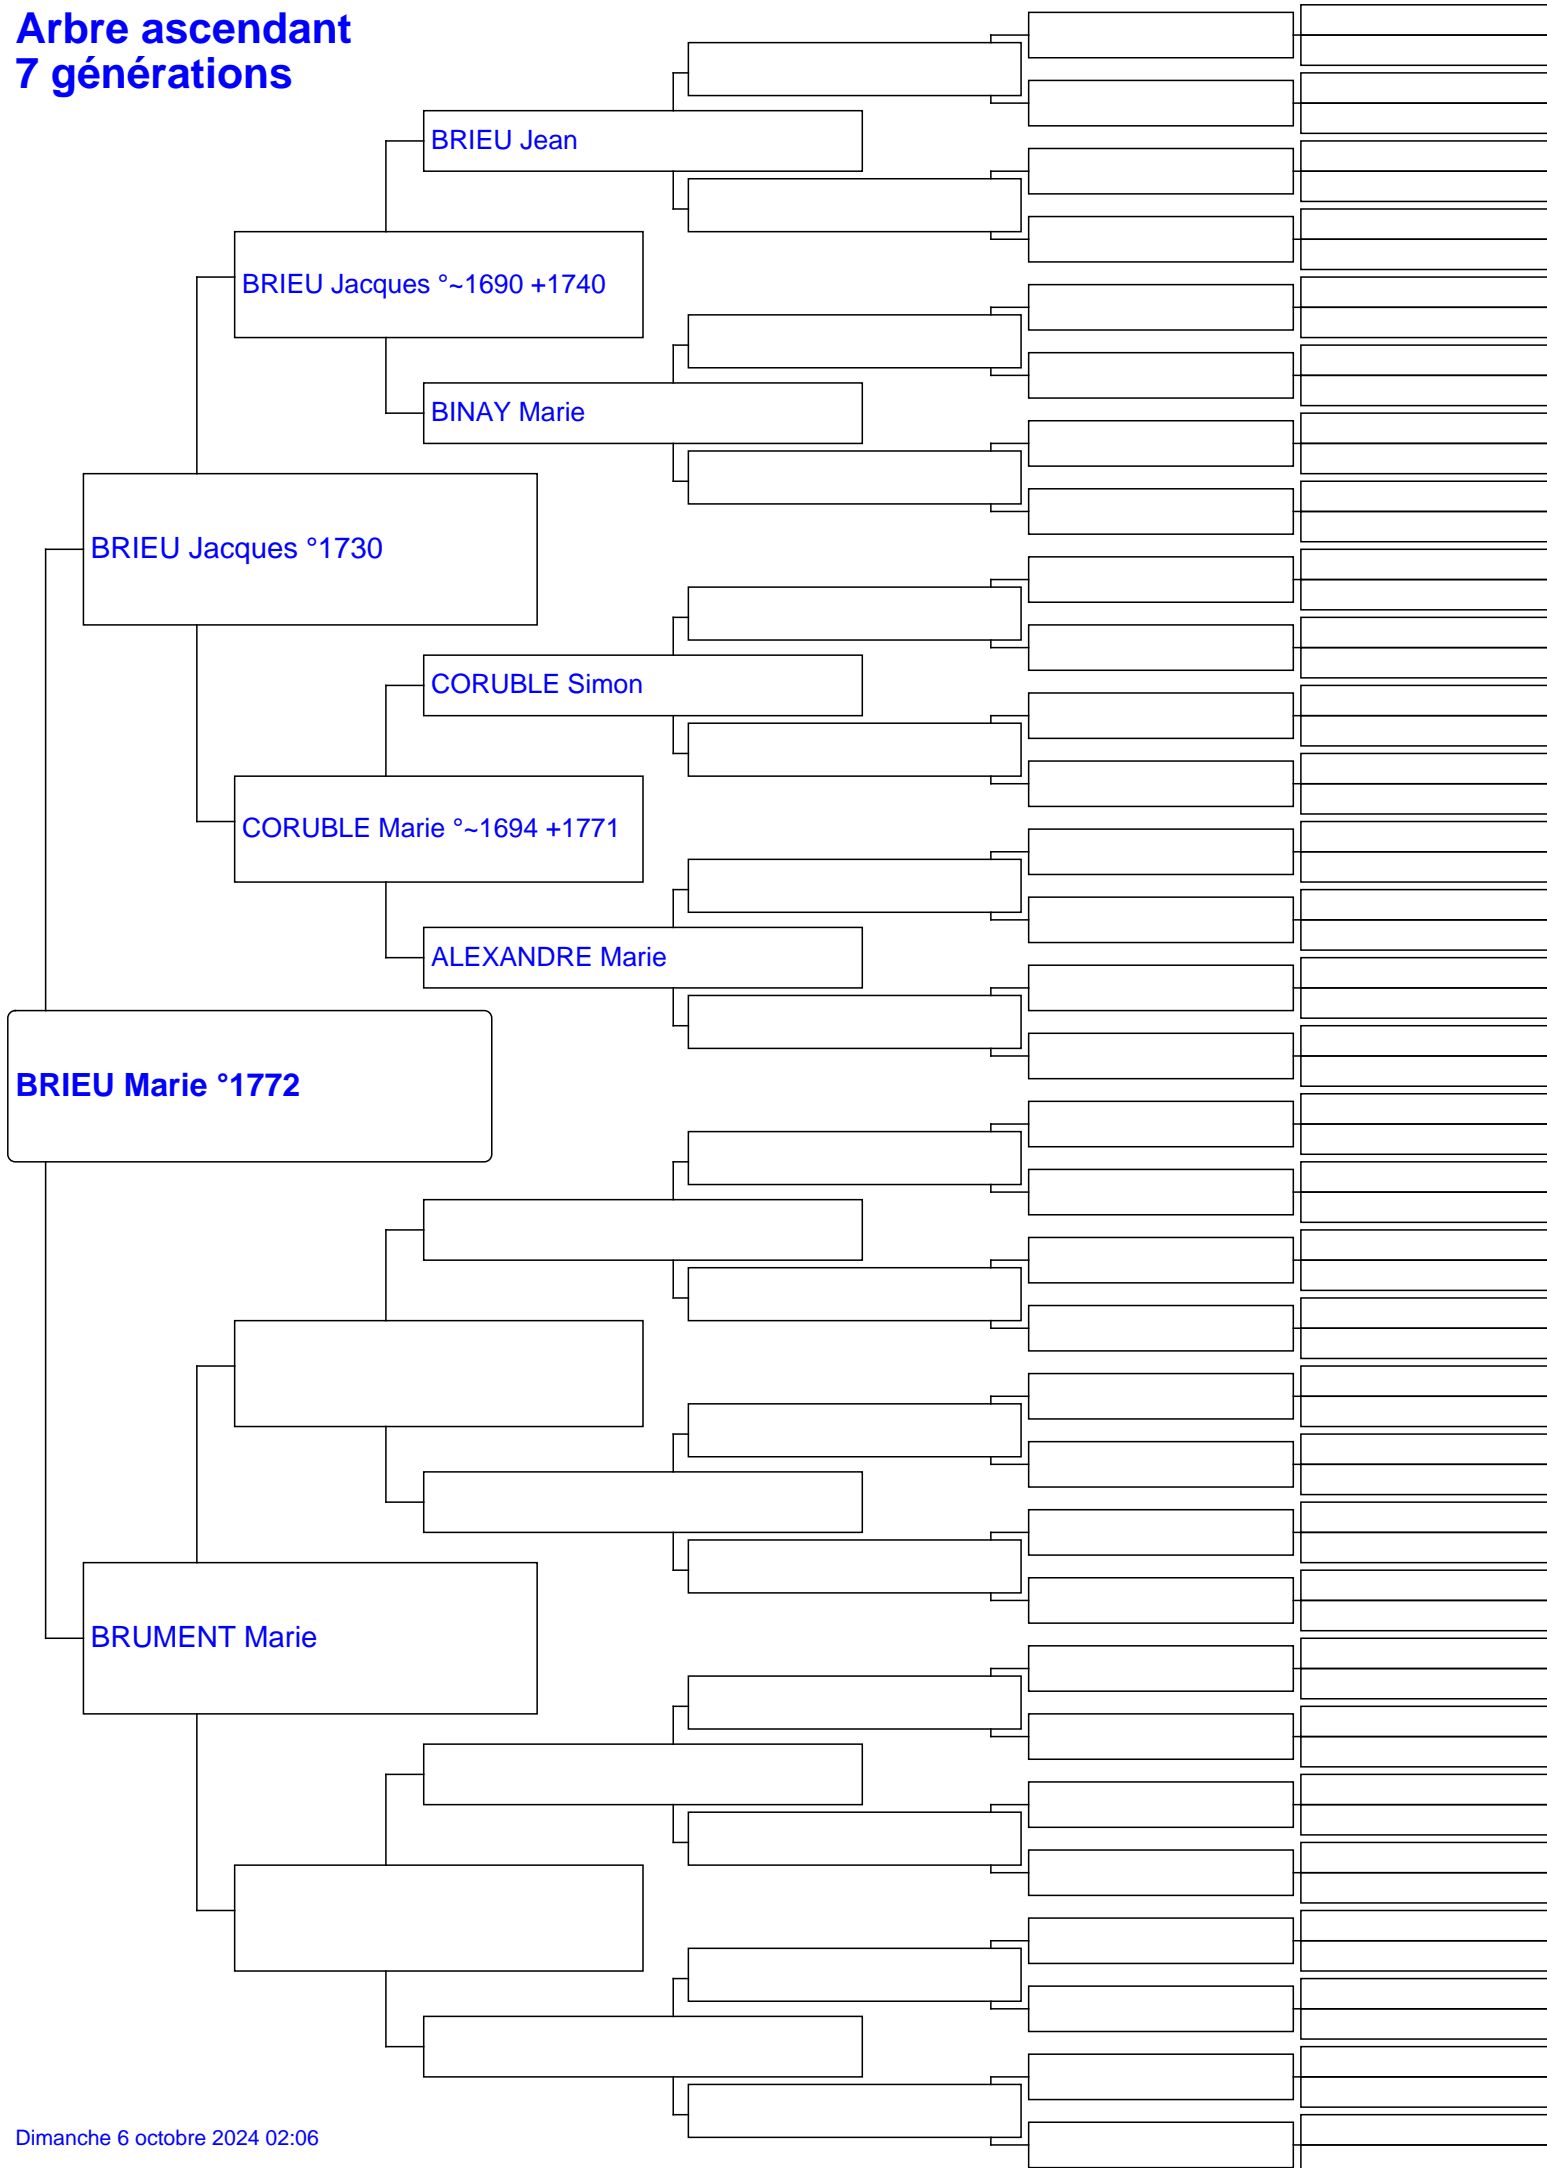 Arbre ascendant
7 générations
BRIEU Jean
BRIEU Jacques °~1690 +1740
BINAY Marie
BRIEU Jacques °1730
CORUBLE Simon
CORUBLE Marie °~1694 +1771
ALEXANDRE Marie
BRIEU Marie °1772
BRUMENT Marie
Dimanche 6 octobre 2024 02:06